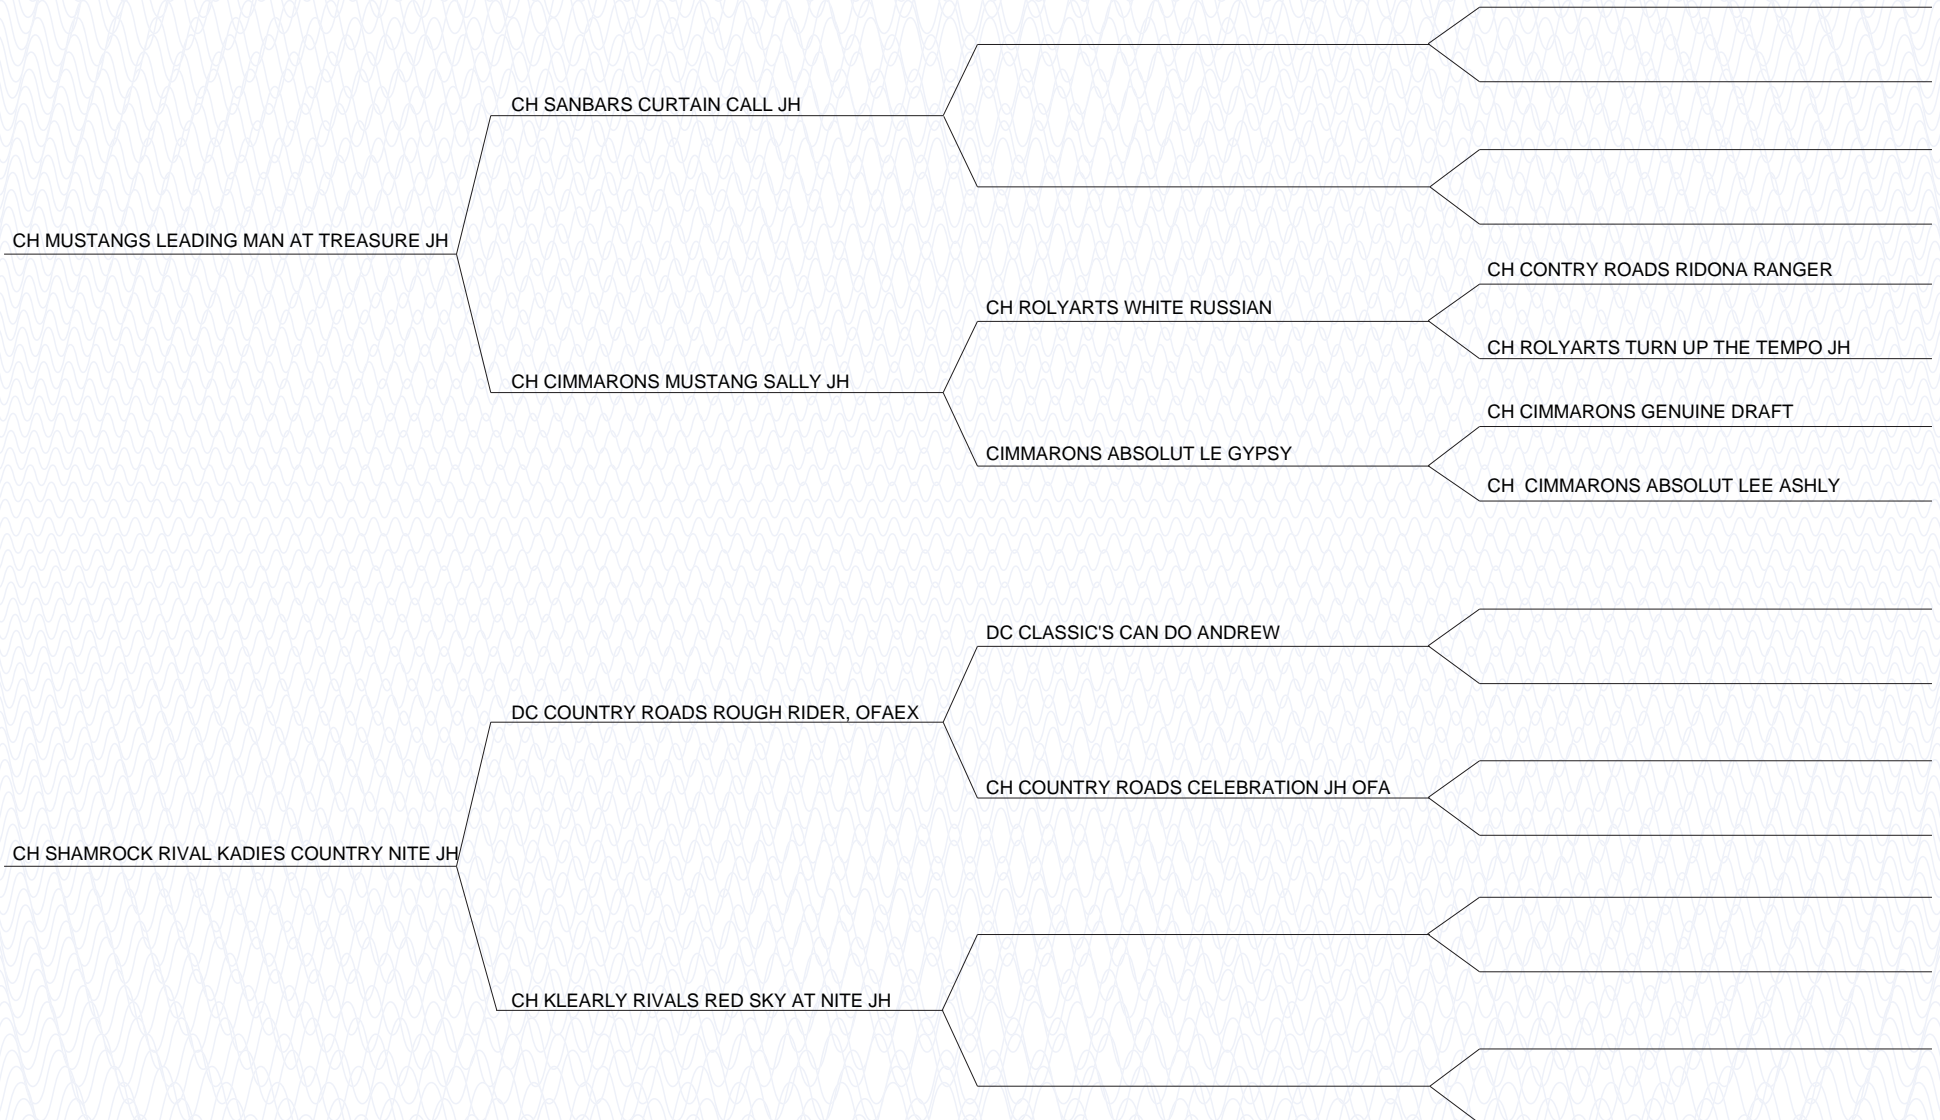 CH SANBARS CURTAIN CALL JH
CH MUSTANGS LEADING MAN AT TREASURE JH
CH CONTRY ROADS RIDONA RANGER
CH ROLYARTS WHITE RUSSIAN
CH ROLYARTS TURN UP THE TEMPO JH
CH CIMMARONS MUSTANG SALLY JH
CH CIMMARONS GENUINE DRAFT
CIMMARONS ABSOLUT LE GYPSY
CH  CIMMARONS ABSOLUT LEE ASHLY
DC CLASSIC'S CAN DO ANDREW
DC COUNTRY ROADS ROUGH RIDER, OFAEX
CH COUNTRY ROADS CELEBRATION JH OFA
CH SHAMROCK RIVAL KADIES COUNTRY NITE JH
CH KLEARLY RIVALS RED SKY AT NITE JH